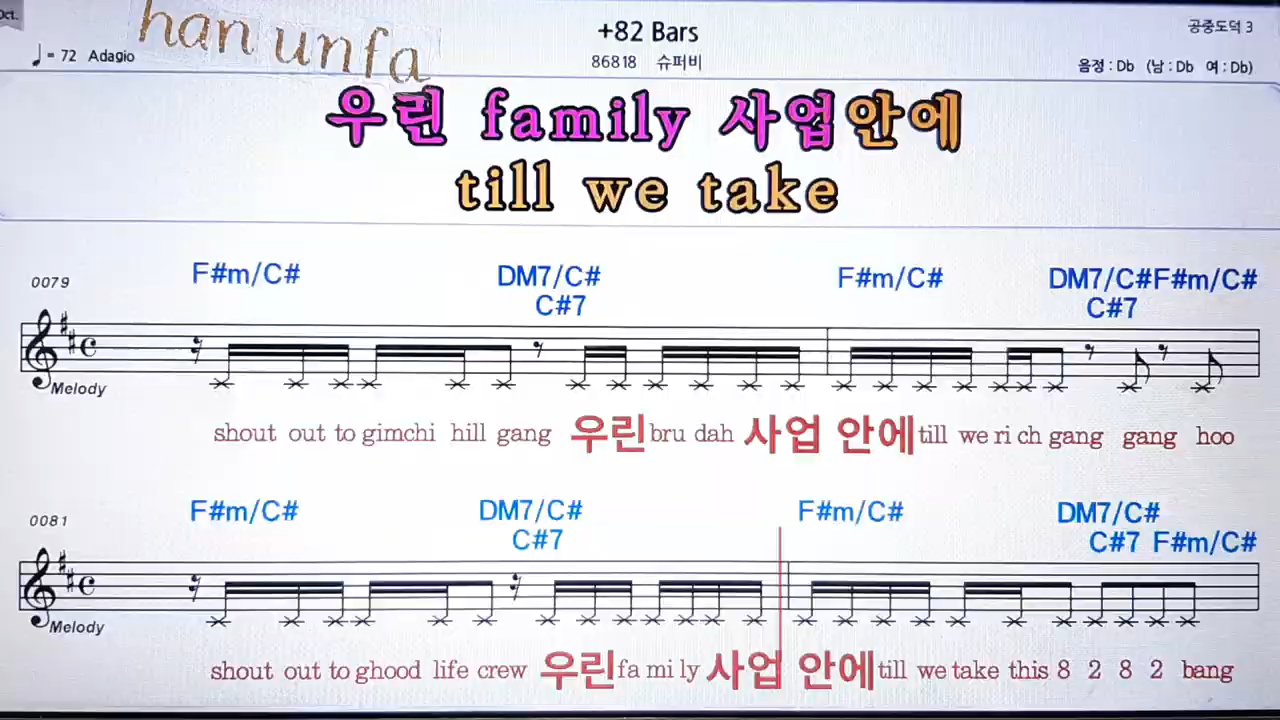 Oct.
han unfa
♩= 72 Adagio
+82 Bars
86818 슈퍼비
공중도덕 3
음정 : Db (남 : Db 여 : Db)
우린 family 사업안에
till we take
0079
F#m/C# DM7/C# F#m/C# DM7/C#F#m/C#
C#7 C#7
Melody
shout out to gimchi hill gang 우린 bru dah 사업 안에 till we ri ch gang gang hoo
0081
F#m/C# DM7/C# F#m/C# DM7/C#
C#7 C#7 F#m/C#
Melody
shout out to ghood life crew 우린 fa mi ly 사업 안에 till we take this 8 2 8 2 bang